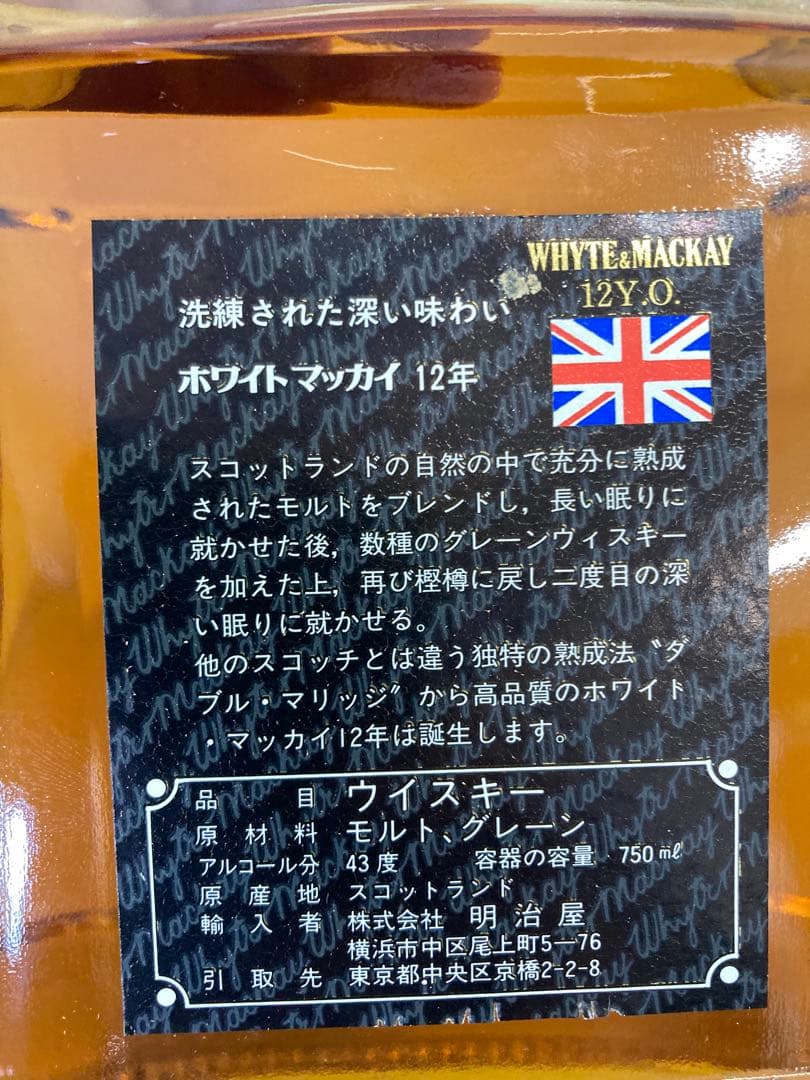 WHYTE&MACKAY
12Y.O.
洗練された深い味わい
ホワイトマッカイ 12年
スコットランドの自然の中で充分に熟成
されたモルトをブレンドし，長い眠りに
就かせた後，数種のグレーンウィスキー
を加えた上，再び樫樽に戻し二度目の深
い眠りに就かせる。
他のスコッチとは違う独特の熟成法〝ダ
ブル・マリッジ〞から高品質のホワイト
・マッカイ12年は誕生します。
品目 ウイスキー
原材料 モルト、グレーン
アルコール分 43度 容器の容量 750ml
原産地 スコットランド
輸入者 株式会社 明治屋
横浜市中区尾上町5-76
引取先 東京都中央区京橋2-2-8